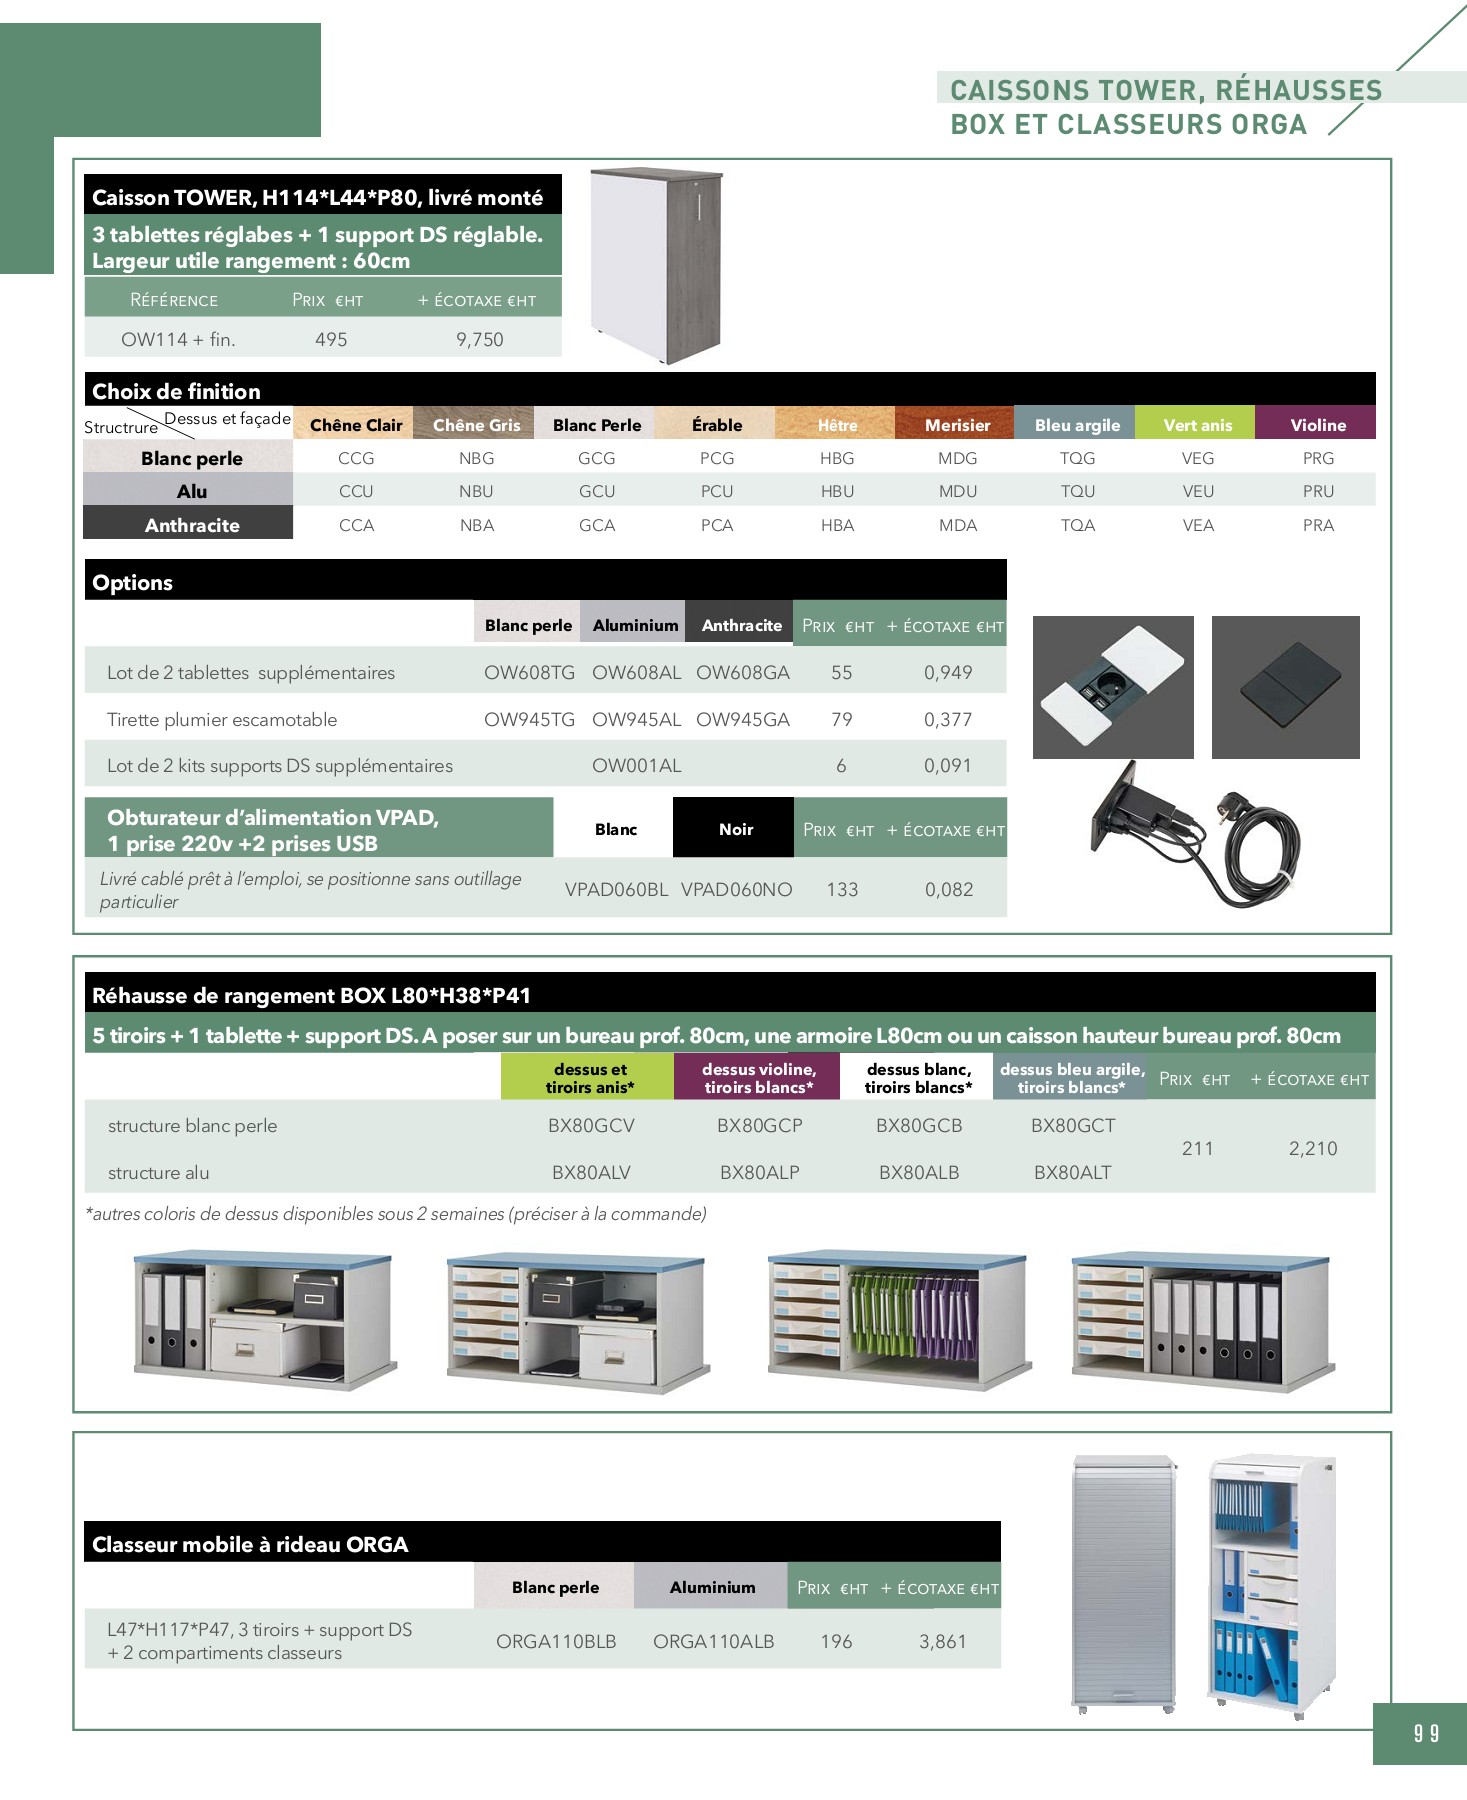 CAISSONS TOWER, RÉHAUSSES
BOX ET CLASSEURS ORGA
Caisson TOWER, H114*L44*P80, livré monté
3 tablettes réglabes + 1 support DS réglable.
Largeur utile rangement : 60cm
RÉFÉRENCE PRIX €HT + ÉCOTAXE €HT
OW114 + fin. 495 9,750
Choix de finition
Structrure Dessus et façade Chêne Clair Chêne Gris Blanc Perle Érable Hêtre Merisier Bleu argile Vert anis Violine
Blanc perle CCG NBG GCG PCG HBG MDG TQG VEG PRG
Alu CCU NBU GCU PCU HBU MDU TQU VEU PRU
Anthracite CCA NBA GCA PCA HBA MDA TQA VEA PRA
Options
Blanc perle Aluminium Anthracite PRIX €HT + ÉCOTAXE €HT
Lot de 2 tablettes supplémentaires OW608TG OW608AL OW608GA 55 0,949
Tirette plumier escamotable OW945TG OW945AL OW945GA 79 0,377
Lot de 2 kits supports DS supplémentaires OW001AL 6 0,091
Obturateur d'alimentation VPAD,
1 prise 220v +2 prises USB
Blanc Noir PRIX €HT + ÉCOTAXE €HT
Livré cablé prêt à l'emploi, se positionne sans outillage
particulier
VPAD060BL VPAD060NO 133 0,082
Réhausse de rangement BOX L80*H38*P41
5 tiroirs + 1 tablette + support DS. A poser sur un bureau prof. 80cm, une armoire L80cm ou un caisson hauteur bureau prof. 80cm
dessus et dessus violine, dessus blanc, dessus bleu argile,
tiroirs anis* tiroirs blancs* tiroirs blancs* tiroirs blancs*
PRIX €HT + ÉCOTAXE €HT
structure blanc perle BX80GCV BX80GCP BX80GCB BX80GCT
211 2,210
structure alu BX80ALV BX80ALP BX80ALB BX80ALT
*autres coloris de dessus disponibles sous 2 semaines (préciser à la commande)
Classeur mobile à rideau ORGA
Blanc perle Aluminium PRIX €HT + ÉCOTAXE €HT
L47*H117*P47, 3 tiroirs + support DS
+ 2 compartiments classeurs
ORGA110BLB ORGA110ALB 196 3,861
99